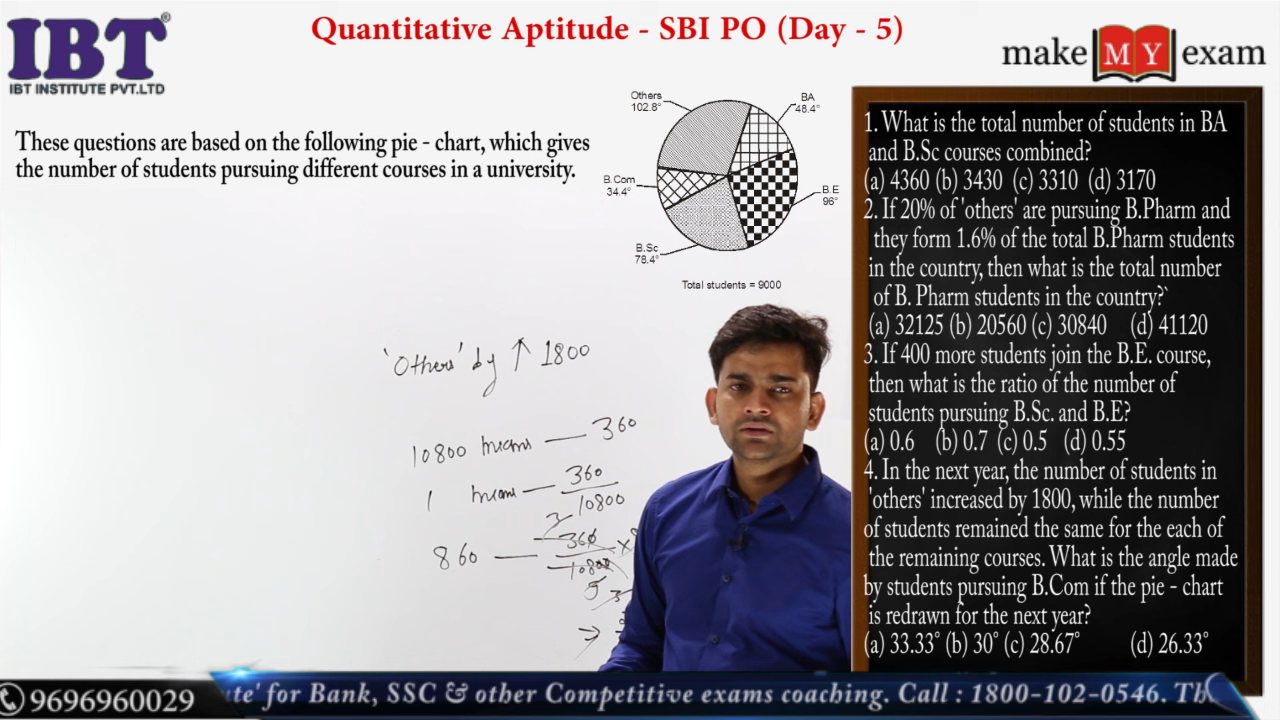 IBT®
IBT INSTITUTE PVT.LTD
Quantitative Aptitude - SBI PO (Day - 5)
make MY exam
These questions are based on the following pie - chart, which gives
the number of students pursuing different courses in a university.
Others
102.8°
BA
48.4°
B.Com
34.4°
B.E
96°
B.Sc
78.4°
Total students = 9000
'Others' by ↑ 1800
10800 means — 360
1 means — 360/10800
860 — 360/10800 x
1. What is the total number of students in BA
and B.Sc courses combined?
(a) 4360 (b) 3430 (c) 3310 (d) 3170
2. If 20% of 'others' are pursuing B.Pharm and
they form 1.6% of the total B.Pharm students
in the country, then what is the total number
of B. Pharm students in the country?`
(a) 32125 (b) 20560 (c) 30840 (d) 41120
3. If 400 more students join the B.E. course,
then what is the ratio of the number of
students pursuing B.Sc. and B.E?
(a) 0.6 (b) 0.7 (c) 0.5 (d) 0.55
4. In the next year, the number of students in
'others' increased by 1800, while the number
of students remained the same for the each of
the remaining courses. What is the angle made
by students pursuing B.Com if the pie - chart
is redrawn for the next year?
(a) 33.33° (b) 30° (c) 28.67° (d) 26.33°
9696960029
ute' for Bank, SSC & other Competitive exams coaching. Call : 1800-102-0546. Th